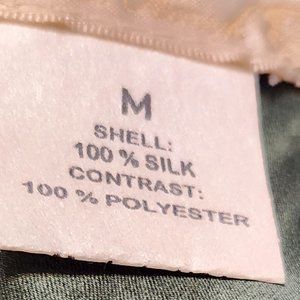 M
SHELL:
100 % SILK
CONTRAST:
100 % POLYESTER